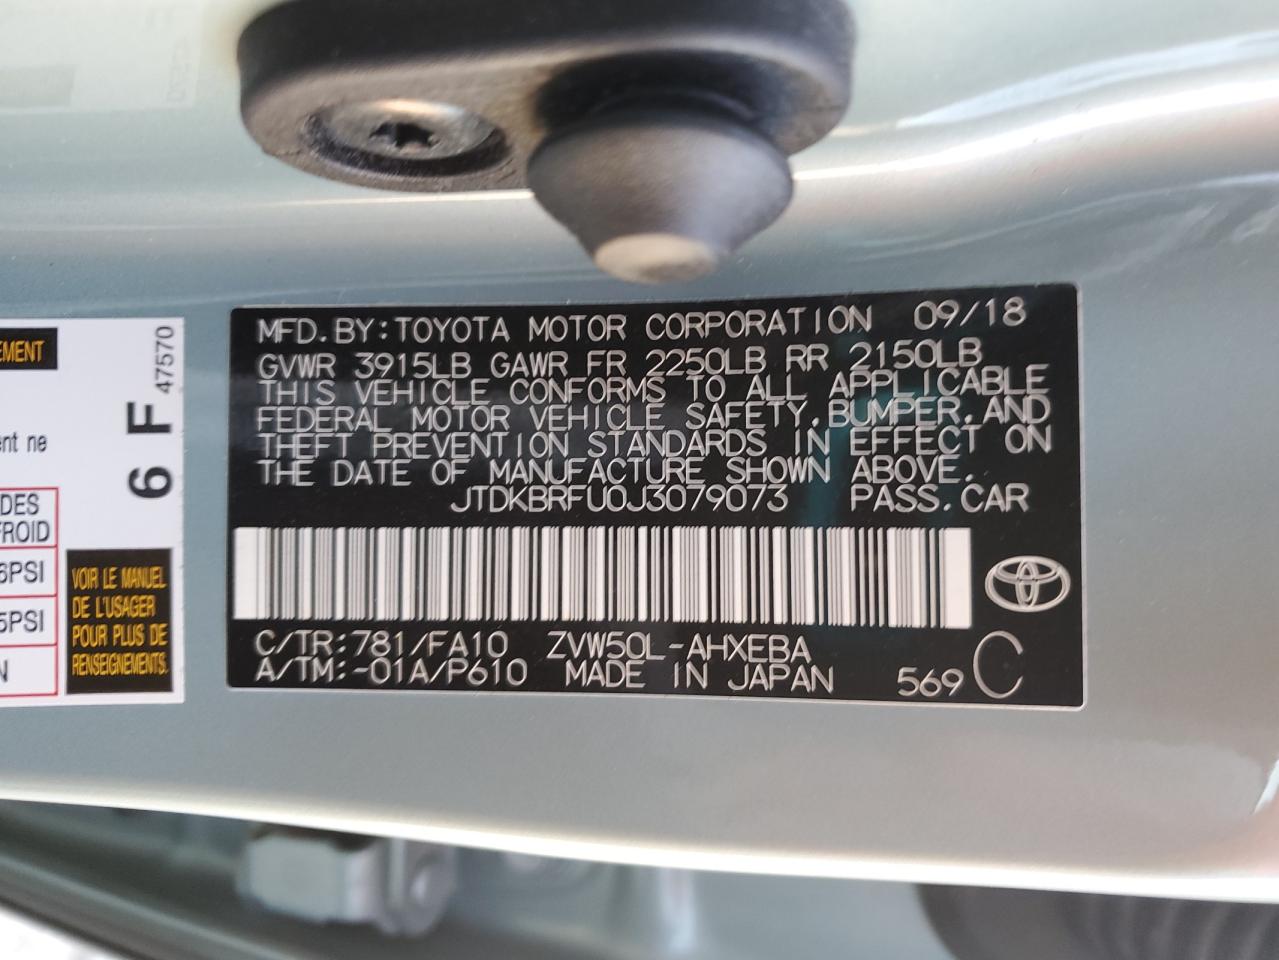 MFD.BY:TOYOTA MOTOR CORPORATION 09/18
GVWR 3915LB GAWR FR 2250LB RR 2150LB
THIS VEHICLE CONFORMS TO ALL APPLICABLE
FEDERAL MOTOR VEHICLE SAFETY,BUMPER,AND
THEFT PREVENTION STANDARDS IN EFFECT ON
THE DATE OF MANUFACTURE SHOWN ABOVE.
JTDKBRFU0J3079073 PASS.CAR
C/TR:781/FA10 ZVW50L-AHXEBA
A/TM:-01A/P610 MADE IN JAPAN 569 C
EMENT
47570
6 F
ent ne
DES
FROID
6PSI
5PSI
N
VOIR LE MANUEL
DE L'USAGER
POUR PLUS DE
RENSEIGNEMENTS.